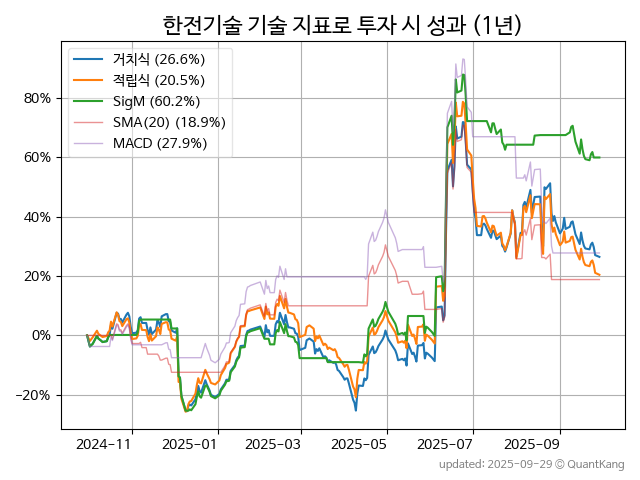 한전기술 기술 지표로 투자 시 성과 (1년)
거치식 (26.6%)
적립식 (20.5%)
SigM (60.2%)
SMA(20) (18.9%)
MACD (27.9%)
80%
60%
40%
20%
0%
−20%
2024-11 2025-01 2025-03 2025-05 2025-07 2025-09
updated: 2025-09-29 © QuantKang